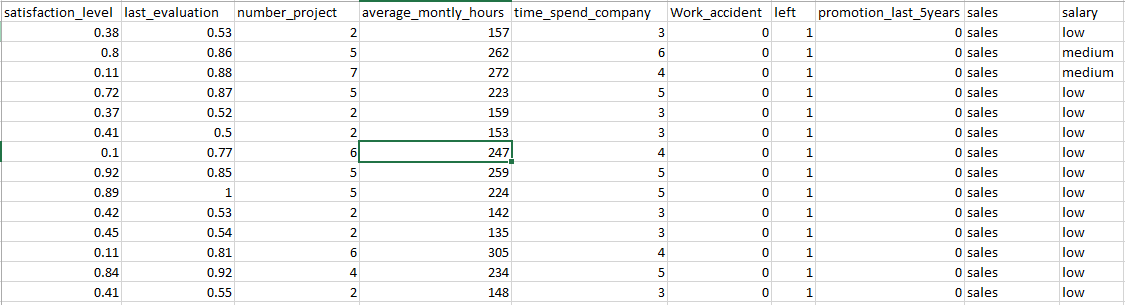 satisfaction_level last_evaluation number_project average_montly_hours time_spend_company Work_accident left promotion_last_5years sales salary
0.38 0.53 2 157 3 0 1 0 sales low
0.8 0.86 5 262 6 0 1 0 sales medium
0.11 0.88 7 272 4 0 1 0 sales medium
0.72 0.87 5 223 5 0 1 0 sales low
0.37 0.52 2 159 3 0 1 0 sales low
0.41 0.5 2 153 3 0 1 0 sales low
0.1 0.77 6 247 4 0 1 0 sales low
0.92 0.85 5 259 5 0 1 0 sales low
0.89 1 5 224 5 0 1 0 sales low
0.42 0.53 2 142 3 0 1 0 sales low
0.45 0.54 2 135 3 0 1 0 sales low
0.11 0.81 6 305 4 0 1 0 sales low
0.84 0.92 4 234 5 0 1 0 sales low
0.41 0.55 2 148 3 0 1 0 sales low